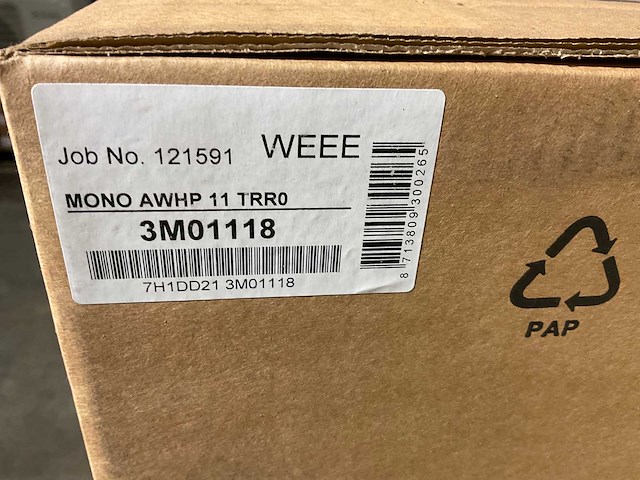 Job No. 121591 WEEE
MONO AWHP 11 TRR0
3M01118
7H1DD21 3M01118
8 713809 300265
PAP